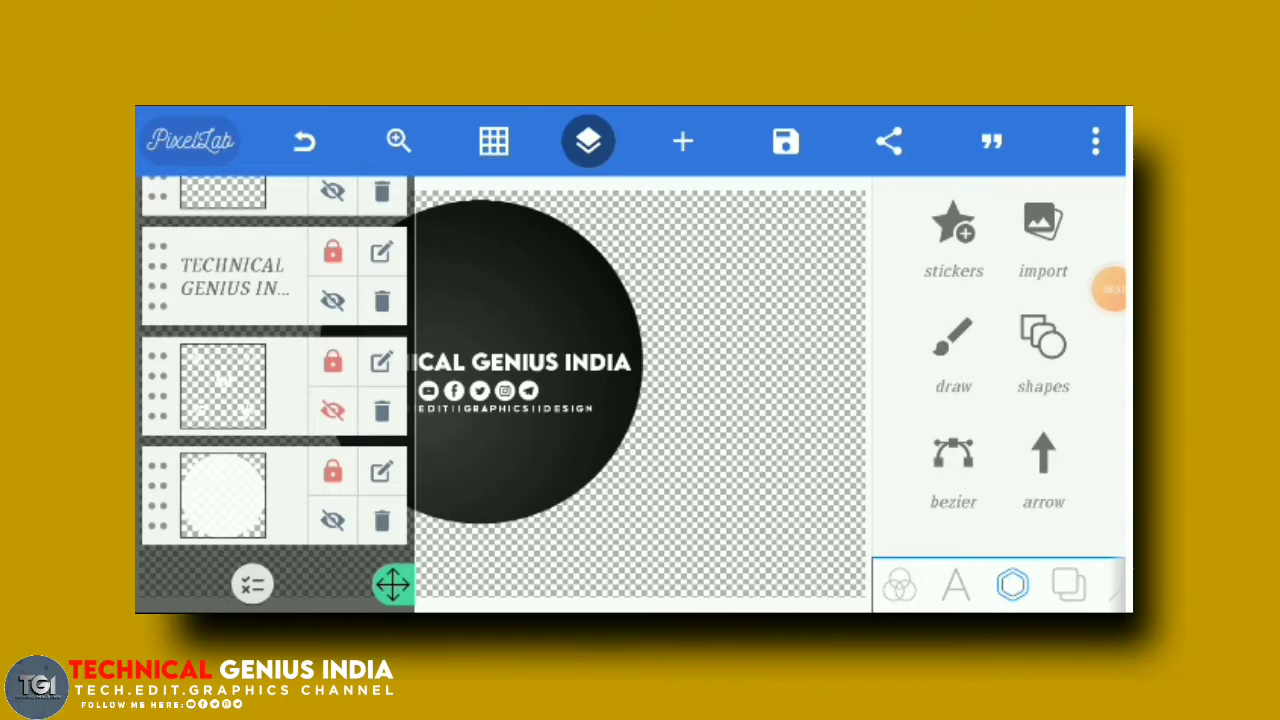 PixelLab
TECHNICAL
GENIUS IN...
ICAL GENIUS INDIA
EDIT||GRAPHICS||DESIGN
stickers
import
draw
shapes
bezier
arrow
A
TGI
TECHNICAL GENIUS INDIA
TECH.EDIT.GRAPHICS CHANNEL
FOLLOW ME HERE: